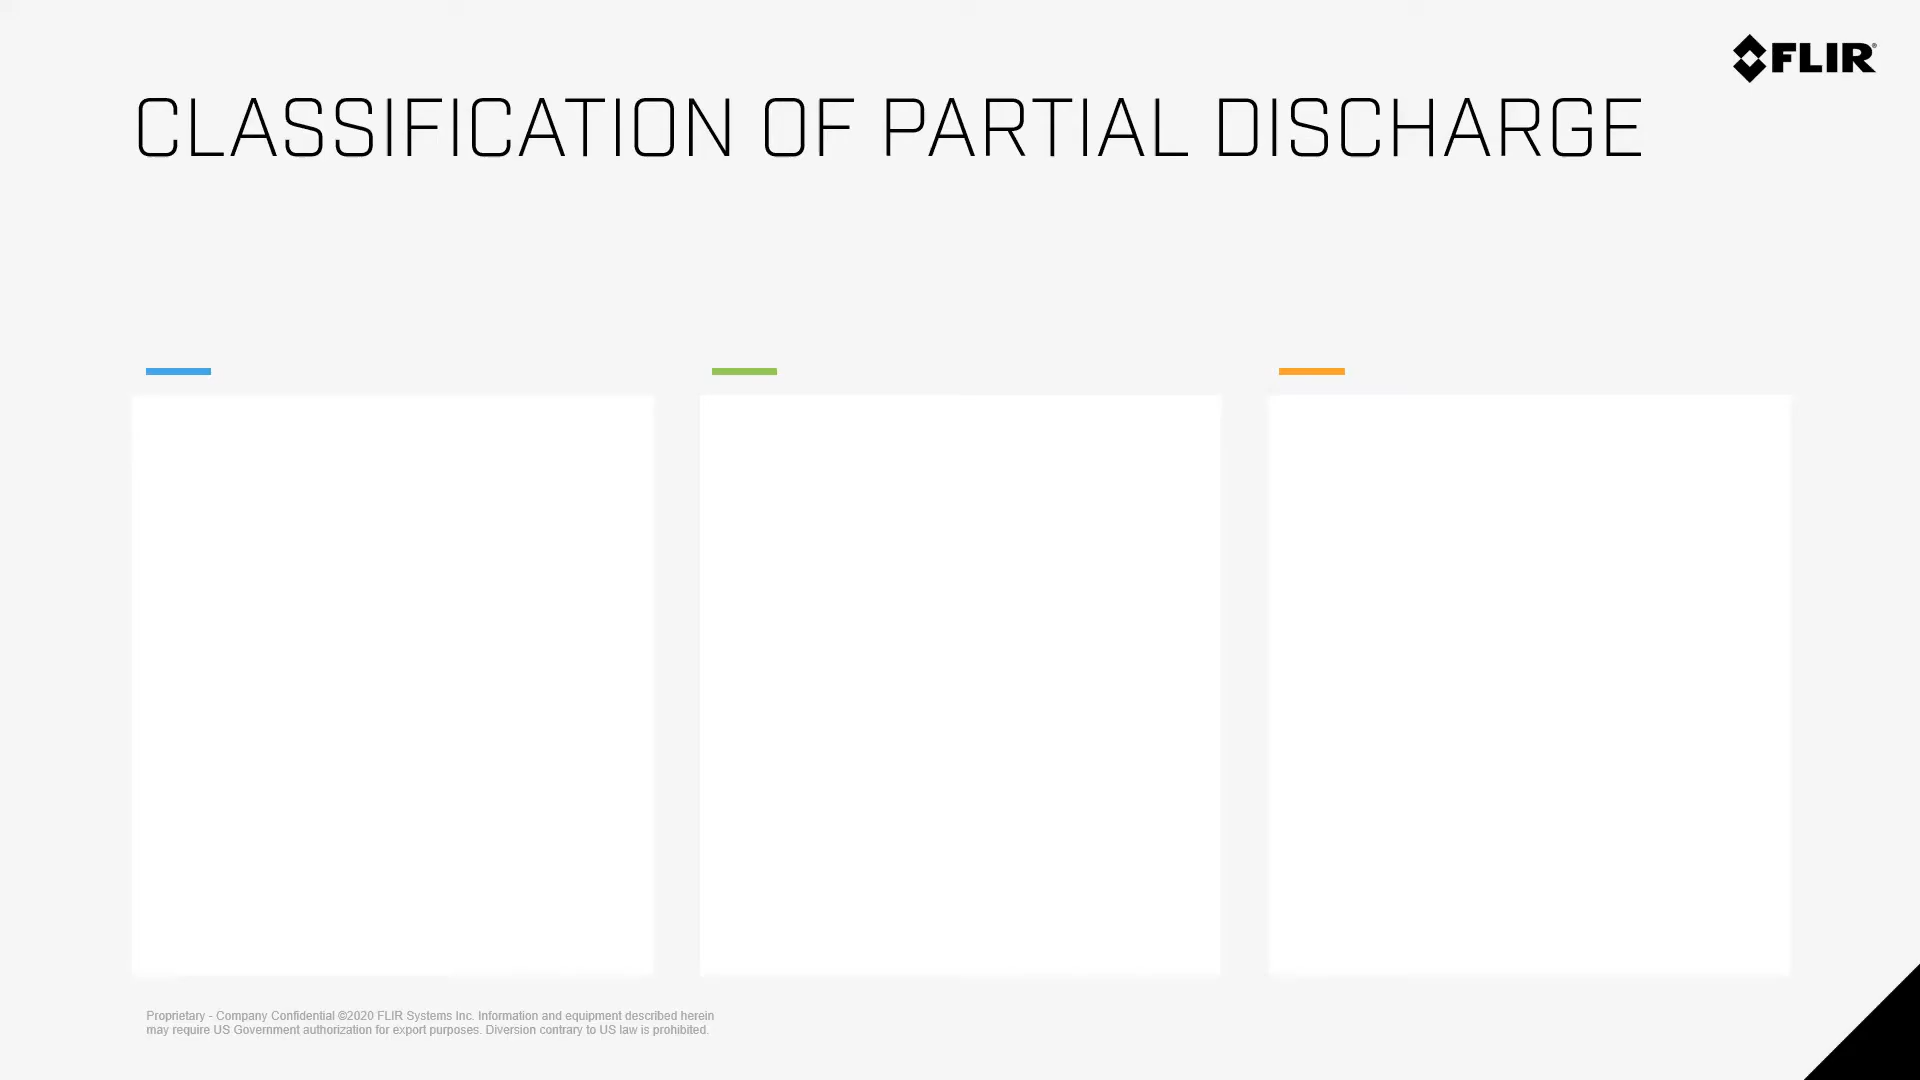 FLIR®
CLASSIFICATION OF PARTIAL DISCHARGE
Proprietary - Company Confidential ©2020 FLIR Systems Inc. Information and equipment described herein
may require US Government authorization for export purposes. Diversion contrary to US law is prohibited.